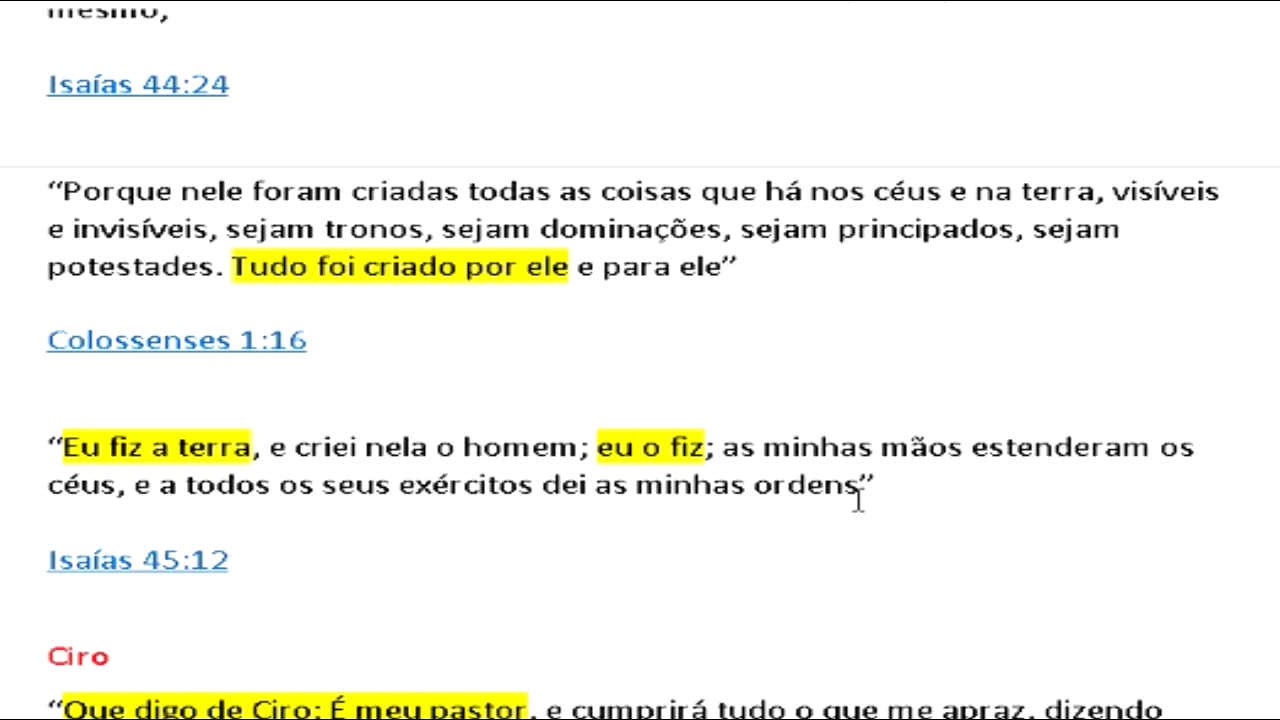 mesmo,
Isaías 44:24
“Porque nele foram criadas todas as coisas que há nos céus e na terra, visíveis
e invisíveis, sejam tronos, sejam dominações, sejam principados, sejam
potestades. Tudo foi criado por ele e para ele”
Colossenses 1:16
“Eu fiz a terra, e criei nela o homem; eu o fiz; as minhas mãos estenderam os
céus, e a todos os seus exércitos dei as minhas ordens”
Isaías 45:12
Ciro
“Que digo de Ciro: É meu pastor, e cumprirá tudo o que me apraz, dizendo